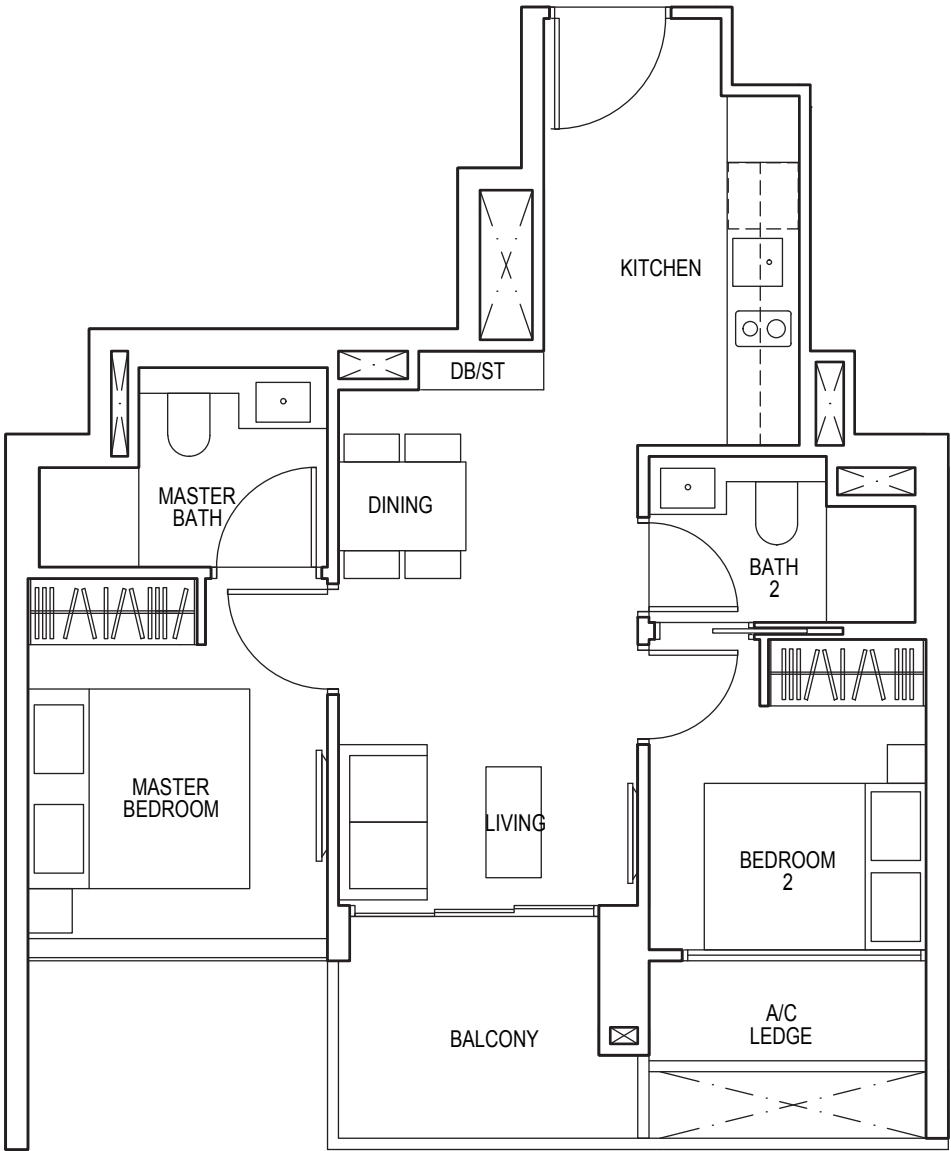 KITCHEN
DB/ST
MASTER
BATH
DINING
BATH
2
MASTER
BEDROOM
LIVING
BEDROOM
2
BALCONY
A/C
LEDGE